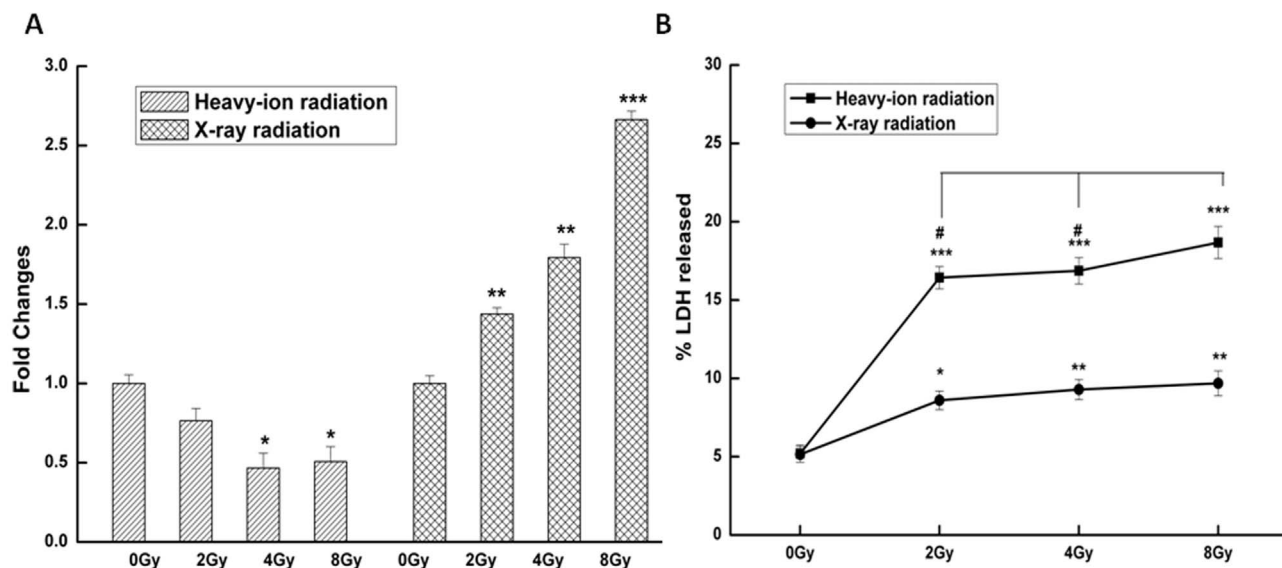 A
3.0
2.5
2.0
1.5
1.0
0.5
0.0
Fold Changes
Heavy-ion radiation
X-ray radiation
*
*
**
**
***
0Gy 2Gy 4Gy 8Gy 0Gy 2Gy 4Gy 8Gy
B
30
25
20
15
10
5
0
% LDH released
Heavy-ion radiation
X-ray radiation
#
***
#
***
***
*
**
**
0Gy 2Gy 4Gy 8Gy